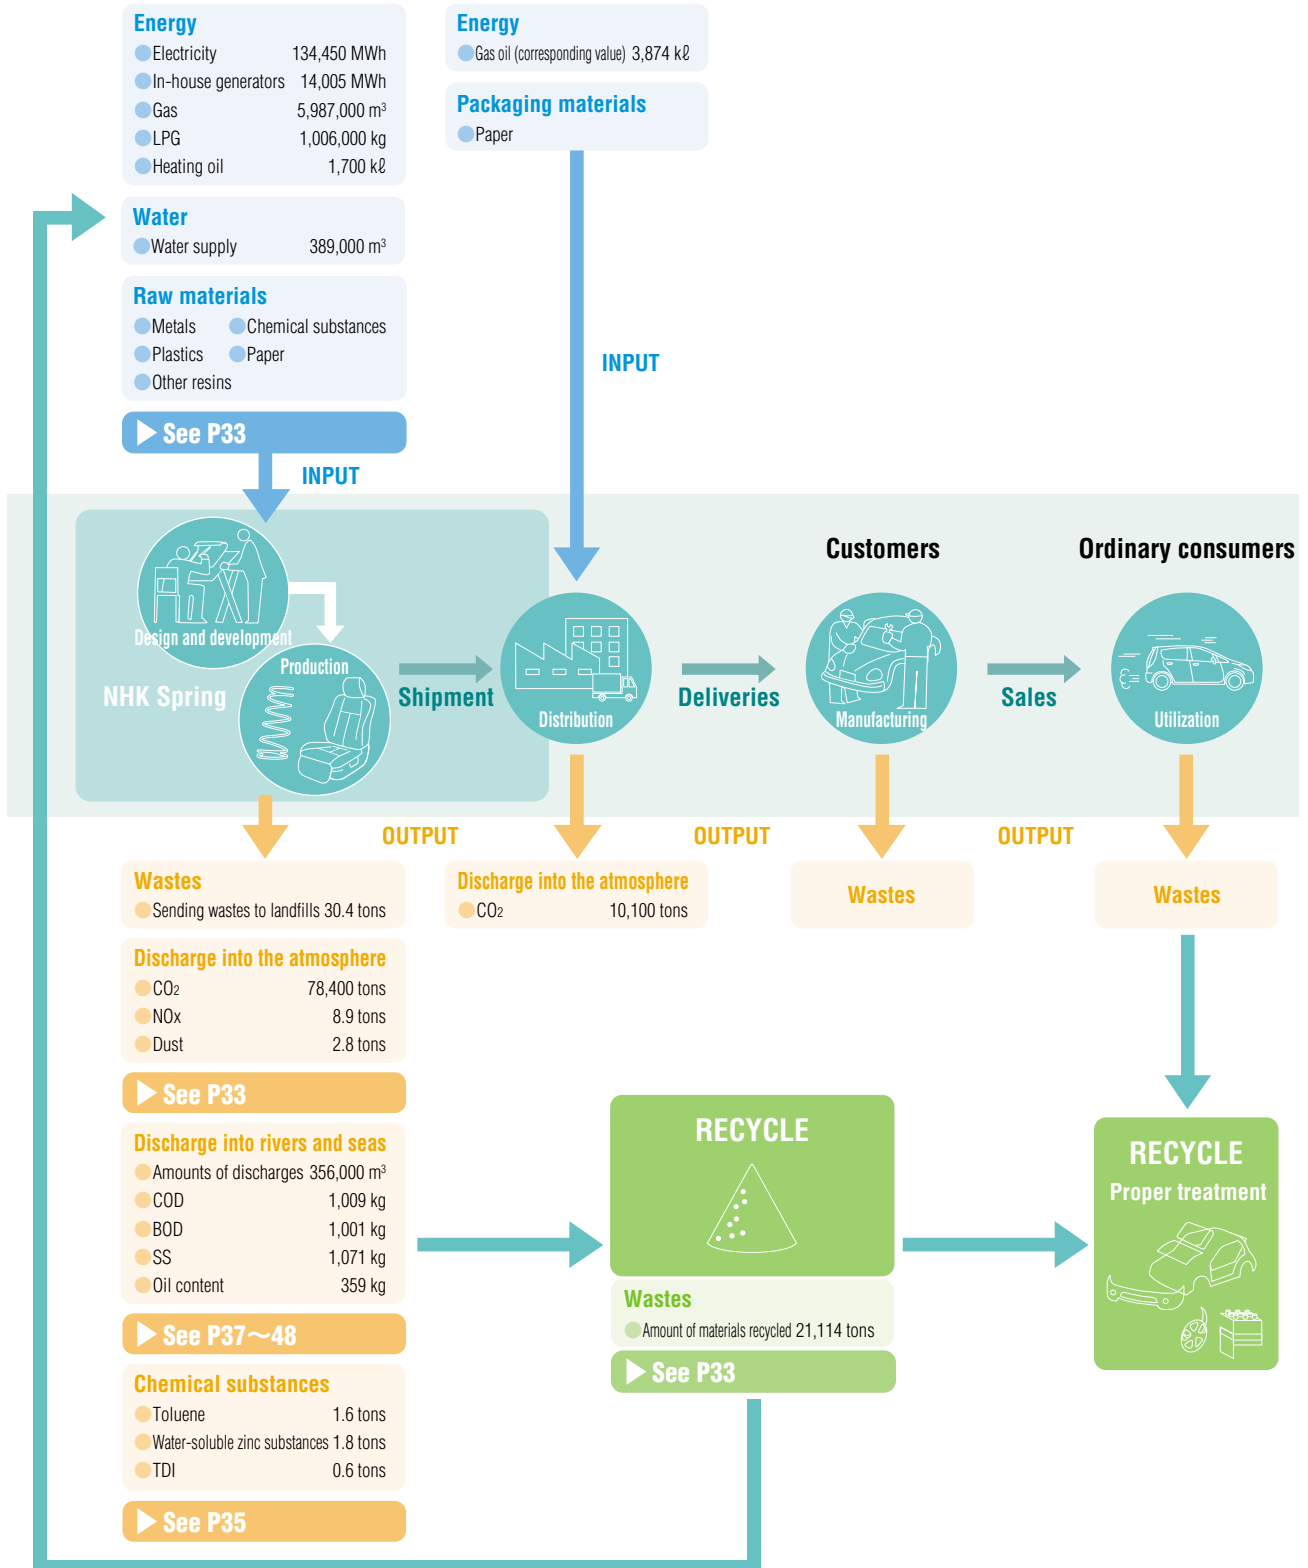 Energy
Electricity 134,450 MWh
In-house generators 14,005 MWh
Gas 5,987,000 m³
LPG 1,006,000 kg
Heating oil 1,700 kℓ
Water
Water supply 389,000 m³
Raw materials
Metals Chemical substances
Plastics Paper
Other resins
▶ See P33
INPUT
Energy
Gas oil (corresponding value) 3,874 kℓ
Packaging materials
Paper
INPUT
Customers
Ordinary consumers
Design and development
Production
NHK Spring
Shipment
Distribution
Deliveries
Manufacturing
Sales
Utilization
OUTPUT
OUTPUT
OUTPUT
Wastes
Sending wastes to landfills 30.4 tons
Discharge into the atmosphere
CO₂ 78,400 tons
NOx 8.9 tons
Dust 2.8 tons
▶ See P33
Discharge into rivers and seas
Amounts of discharges 356,000 m³
COD 1,009 kg
BOD 1,001 kg
SS 1,071 kg
Oil content 359 kg
▶ See P37～48
Chemical substances
Toluene 1.6 tons
Water-soluble zinc substances 1.8 tons
TDI 0.6 tons
▶ See P35
Discharge into the atmosphere
CO₂ 10,100 tons
Wastes
Wastes
RECYCLE
Wastes
Amount of materials recycled 21,114 tons
▶ See P33
RECYCLE
Proper treatment